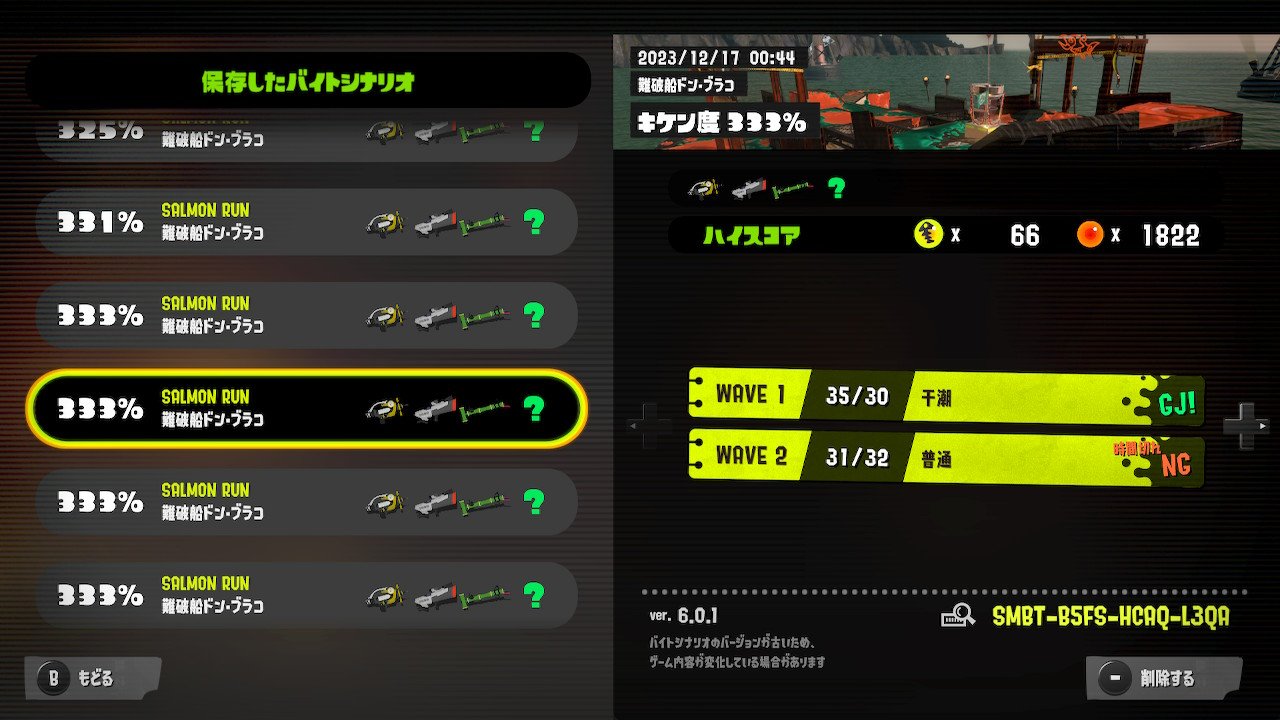 保存したバイトシナリオ
325%
SALMON RUN
難破船ドン・ブラコ
?
331%
SALMON RUN
難破船ドン・ブラコ
?
333%
SALMON RUN
難破船ドン・ブラコ
?
333%
SALMON RUN
難破船ドン・ブラコ
?
333%
SALMON RUN
難破船ドン・ブラコ
?
333%
SALMON RUN
難破船ドン・ブラコ
?
B もどる
2023/12/17 00:44
難破船ドン・ブラコ
キケン度 333%
?
ハイスコア x 66 x 1822
WAVE 1 35/30 干潮 GJ!
WAVE 2 31/32 普通 時間切れ NG
ver. 6.0.1
SMBT-B5FS-HCAQ-L3QA
バイトシナリオのバージョンが古いため、
ゲーム内容が変化している場合があります
- 削除する